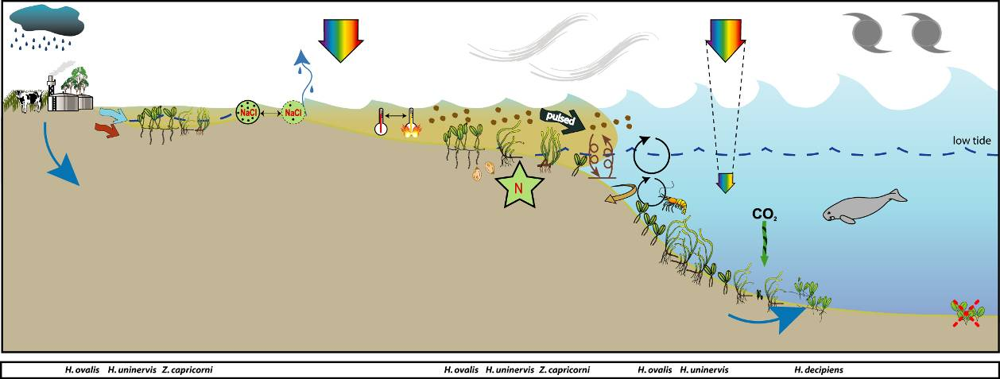 NaCl
NaCl
pulsed
low tide
N
CO₂
H. ovalis H. uninervis Z. capricorni
H. ovalis H. uninervis Z. capricorni
H. ovalis H. uninervis
H. decipiens